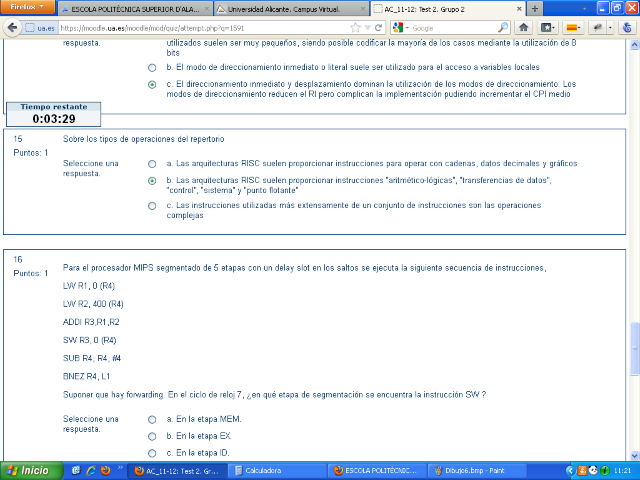 Firefox
ESCOLA POLITÈCNICA SUPERIOR D'ALA...
Universidad Alicante. Campus Virtual.
AC_11-12: Test 2. Grupo 2
ua.es
https://moodle.ua.es/moodle/mod/quiz/attempt.php?q=1591
Google
respuesta.
utilizados suelen ser muy pequeños, siendo posible codificar la mayoría de los casos mediante la utilización de 8
bits
b. El modo de direccionamiento inmediato o literal suele ser utilizado para el acceso a variables locales
c. El direccionamiento inmediato y desplazamiento dominan la utilización de los modos de direccionamiento. Los
modos de direccionamiento reducen el RI pero complican la implementación pudiendo incrementar el CPI medio
Tiempo restante
0:03:29
15
Puntos: 1
Sobre los tipos de operaciones del repertorio
Seleccione una
respuesta.
a. Las arquitecturas RISC suelen proporcionar instrucciones para operar con cadenas, datos decimales y gráficos
b. Las arquitecturas RISC suelen proporcionar instrucciones "aritmético-lógicas", "transferencias de datos",
"control", "sistema" y "punto flotante"
c. Las instrucciones utilizadas más extensamente de un conjunto de instrucciones son las operaciones
complejas
16
Puntos: 1
Para el procesador MIPS segmentado de 5 etapas con un delay slot en los saltos se ejecuta la siguiente secuencia de instrucciones,
LW R1, 0 (R4)
LW R2, 400 (R4)
ADDI R3,R1,R2
SW R3, 0 (R4)
SUB R4, R4, #4
BNEZ R4, L1
Suponer que hay forwarding. En el ciclo de reloj 7, ¿en qué etapa de segmentación se encuentra la instrucción SW ?
Seleccione una
respuesta.
a. En la etapa MEM.
b. En la etapa EX.
c. En la etapa ID.
Inicio
AC_11-12: Test 2. Gr...
Calculadora
ESCOLA POLITÈCNIC...
Dibujo6.bmp - Paint
11:21